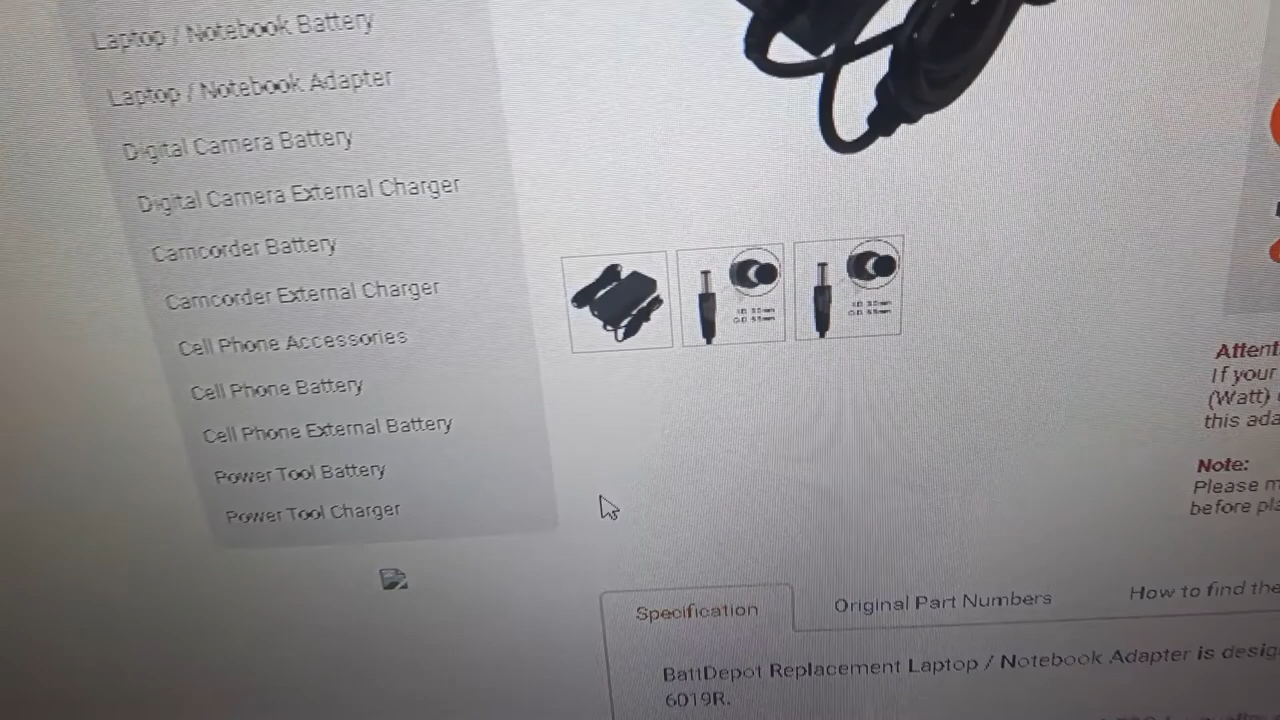 Laptop / Notebook Battery
Laptop / Notebook Adapter
Digital Camera Battery
Digital Camera External Charger
Camcorder Battery
Camcorder External Charger
Cell Phone Accessories
Cell Phone Battery
Cell Phone External Battery
Power Tool Battery
Power Tool Charger
Attent
If your
(Watt)
this ada
Note:
Please m
before pla
Specification
Original Part Numbers
How to find the
BattDepot Replacement Laptop / Notebook Adapter is desig
6019R.